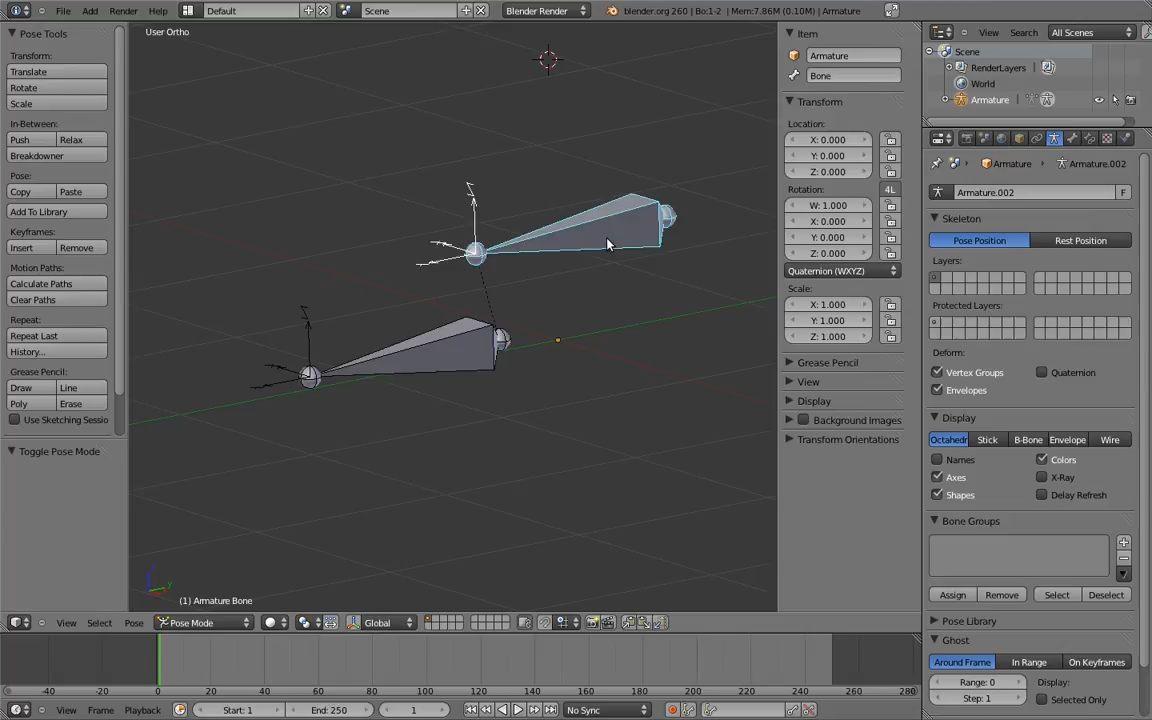 File Add Render Help Default Scene Blender Render blender.org 260 | Bo:1-2 | Mem:7.86M (0.10M) | Armature
Pose Tools
Transform:
Translate
Rotate
Scale
In-Between:
Push Relax
Breakdowner
Pose:
Copy Paste
Add To Library
Keyframes:
Insert Remove
Motion Paths:
Calculate Paths
Clear Paths
Repeat:
Repeat Last
History...
Grease Pencil:
Draw Line
Poly Erase
Use Sketching Sessio
Toggle Pose Mode
User Ortho
Z
Z
y
(1) Armature Bone
View Select Pose Pose Mode Global
Item
Armature
Bone
Transform
Location:
X: 0.000
Y: 0.000
Z: 0.000
Rotation: 4L
W: 1.000
X: 0.000
Y: 0.000
Z: 0.000
Quaternion (WXYZ)
Scale:
X: 1.000
Y: 1.000
Z: 1.000
Grease Pencil
View
Display
Background Images
Transform Orientations
View Search All Scenes
Scene
RenderLayers
World
Armature
Armature Armature.002
Armature.002 F
Skeleton
Pose Position Rest Position
Layers:
Protected Layers:
Deform:
Vertex Groups Quaternion
Envelopes
Display
Octahedr Stick B-Bone Envelope Wire
Names Colors
Axes X-Ray
Shapes Delay Refresh
Bone Groups
Assign Remove Select Deselect
Pose Library
Ghost
Around Frame In Range On Keyframes
Range: 0 Display:
Step: 1 Selected Only
-40 -20 0 20 40 60 80 100 120 140 160 180 200 220 240 260 280
View Frame Playback Start: 1 End: 250 1 No Sync